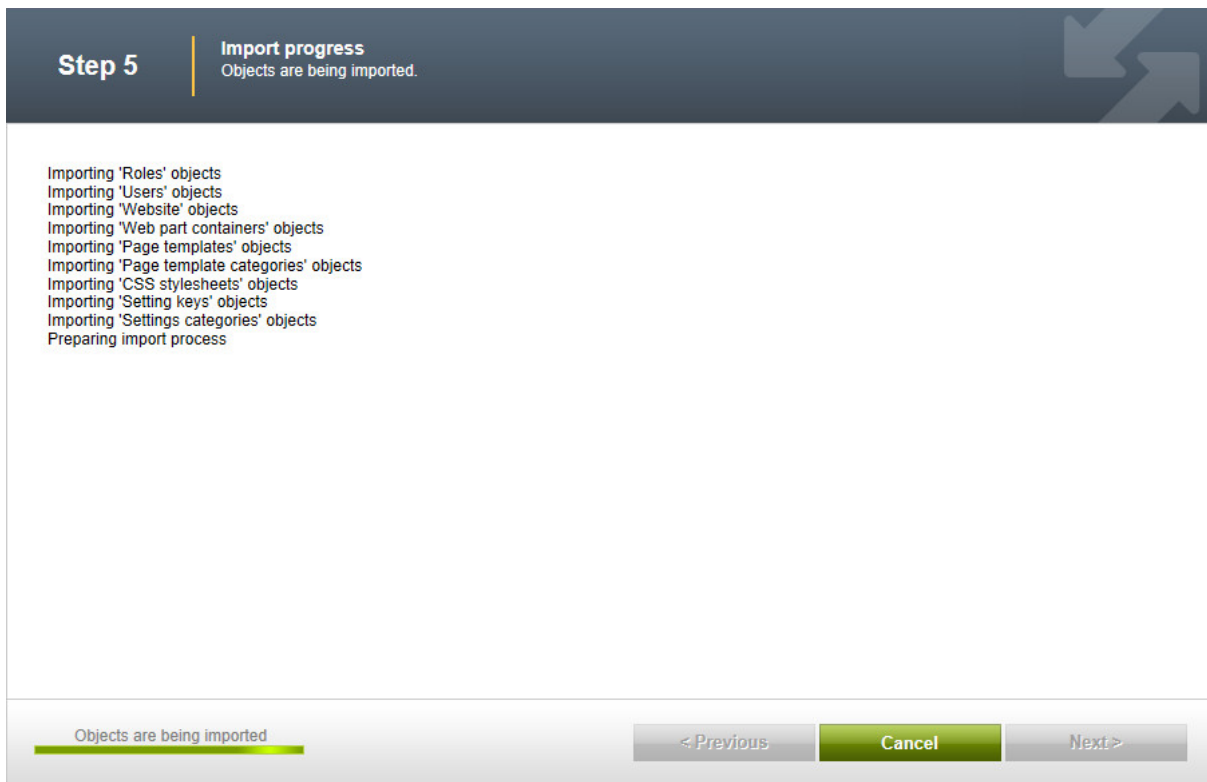 Step 5
Import progress
Objects are being imported.
Importing 'Roles' objects
Importing 'Users' objects
Importing 'Website' objects
Importing 'Web part containers' objects
Importing 'Page templates' objects
Importing 'Page template categories' objects
Importing 'CSS stylesheets' objects
Importing 'Setting keys' objects
Importing 'Settings categories' objects
Preparing import process
Objects are being imported
< Previous
Cancel
Next >